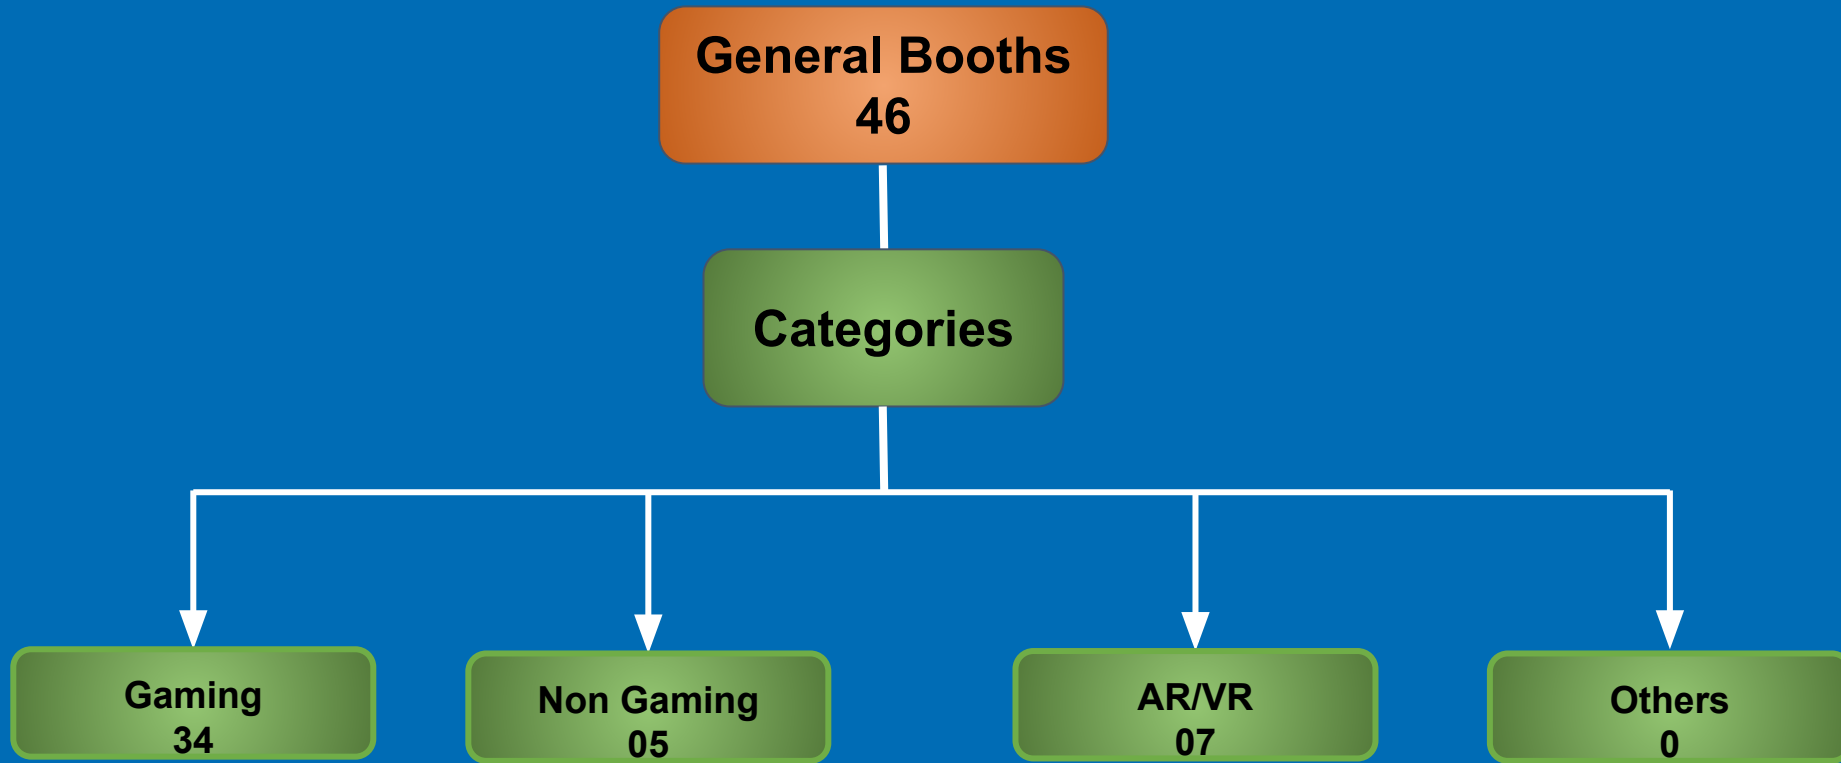 General Booths
46
Categories
Gaming
34
Non Gaming
05
AR/VR
07
Others
0